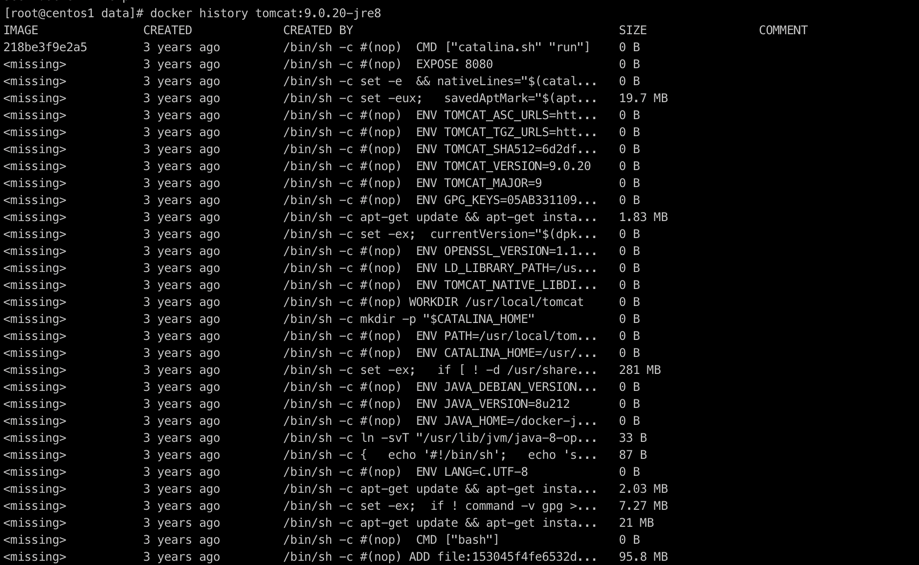 [root@centos1 data]# docker history tomcat:9.0.20-jre8
IMAGE CREATED CREATED BY SIZE COMMENT
218be3f9e2a5 3 years ago /bin/sh -c #(nop) CMD ["catalina.sh" "run"] 0 B
<missing> 3 years ago /bin/sh -c #(nop) EXPOSE 8080 0 B
<missing> 3 years ago /bin/sh -c set -e && nativeLines="$(catal... 0 B
<missing> 3 years ago /bin/sh -c set -eux; savedAptMark="$(apt... 19.7 MB
<missing> 3 years ago /bin/sh -c #(nop) ENV TOMCAT_ASC_URLS=htt... 0 B
<missing> 3 years ago /bin/sh -c #(nop) ENV TOMCAT_TGZ_URLS=htt... 0 B
<missing> 3 years ago /bin/sh -c #(nop) ENV TOMCAT_SHA512=6d2df... 0 B
<missing> 3 years ago /bin/sh -c #(nop) ENV TOMCAT_VERSION=9.0.20 0 B
<missing> 3 years ago /bin/sh -c #(nop) ENV TOMCAT_MAJOR=9 0 B
<missing> 3 years ago /bin/sh -c #(nop) ENV GPG_KEYS=05AB331109... 0 B
<missing> 3 years ago /bin/sh -c apt-get update && apt-get insta... 1.83 MB
<missing> 3 years ago /bin/sh -c set -ex; currentVersion="$(dpk... 0 B
<missing> 3 years ago /bin/sh -c #(nop) ENV OPENSSL_VERSION=1.1... 0 B
<missing> 3 years ago /bin/sh -c #(nop) ENV LD_LIBRARY_PATH=/us... 0 B
<missing> 3 years ago /bin/sh -c #(nop) ENV TOMCAT_NATIVE_LIBDI... 0 B
<missing> 3 years ago /bin/sh -c #(nop) WORKDIR /usr/local/tomcat 0 B
<missing> 3 years ago /bin/sh -c mkdir -p "$CATALINA_HOME" 0 B
<missing> 3 years ago /bin/sh -c #(nop) ENV PATH=/usr/local/tom... 0 B
<missing> 3 years ago /bin/sh -c #(nop) ENV CATALINA_HOME=/usr/... 0 B
<missing> 3 years ago /bin/sh -c set -ex; if [ ! -d /usr/share... 281 MB
<missing> 3 years ago /bin/sh -c #(nop) ENV JAVA_DEBIAN_VERSION... 0 B
<missing> 3 years ago /bin/sh -c #(nop) ENV JAVA_VERSION=8u212 0 B
<missing> 3 years ago /bin/sh -c #(nop) ENV JAVA_HOME=/docker-j... 0 B
<missing> 3 years ago /bin/sh -c ln -svT "/usr/lib/jvm/java-8-op... 33 B
<missing> 3 years ago /bin/sh -c { echo '#!/bin/sh'; echo 's... 87 B
<missing> 3 years ago /bin/sh -c #(nop) ENV LANG=C.UTF-8 0 B
<missing> 3 years ago /bin/sh -c apt-get update && apt-get insta... 2.03 MB
<missing> 3 years ago /bin/sh -c set -ex; if ! command -v gpg >... 7.27 MB
<missing> 3 years ago /bin/sh -c apt-get update && apt-get insta... 21 MB
<missing> 3 years ago /bin/sh -c #(nop) CMD ["bash"] 0 B
<missing> 3 years ago /bin/sh -c #(nop) ADD file:153045f4fe6532d... 95.8 MB